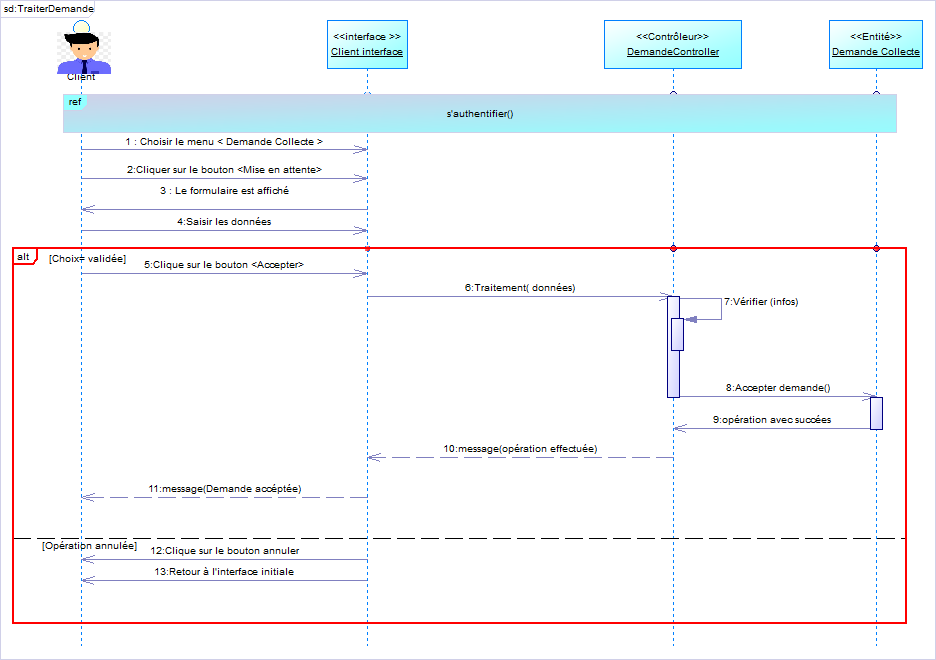 sd:TraiterDemande
<<interface >>
Client interface
<<Contrôleur>>
DemandeController
<<Entité>>
Demande Collecte
Client
ref
s'authentifier()
1 : Choisir le menu < Demande Collecte >
2:Cliquer sur le bouton <Mise en attente>
3 : Le formulaire est affiché
4:Saisir les données
alt
[Choix= validée]
5:Clique sur le bouton <Accepter>
6:Traitement( données)
7:Vérifier (infos)
8:Accepter demande()
9:opération avec succées
10:message(opération effectuée)
11:message(Demande accéptée)
[Opération annulée]
12:Clique sur le bouton annuler
13:Retour à l'interface initiale